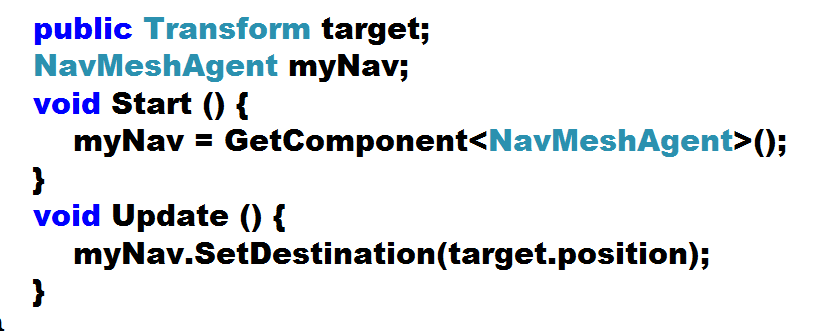 public Transform target;
NavMeshAgent myNav;
void Start () {
myNav = GetComponent<NavMeshAgent>();
}
void Update () {
myNav.SetDestination(target.position);
}